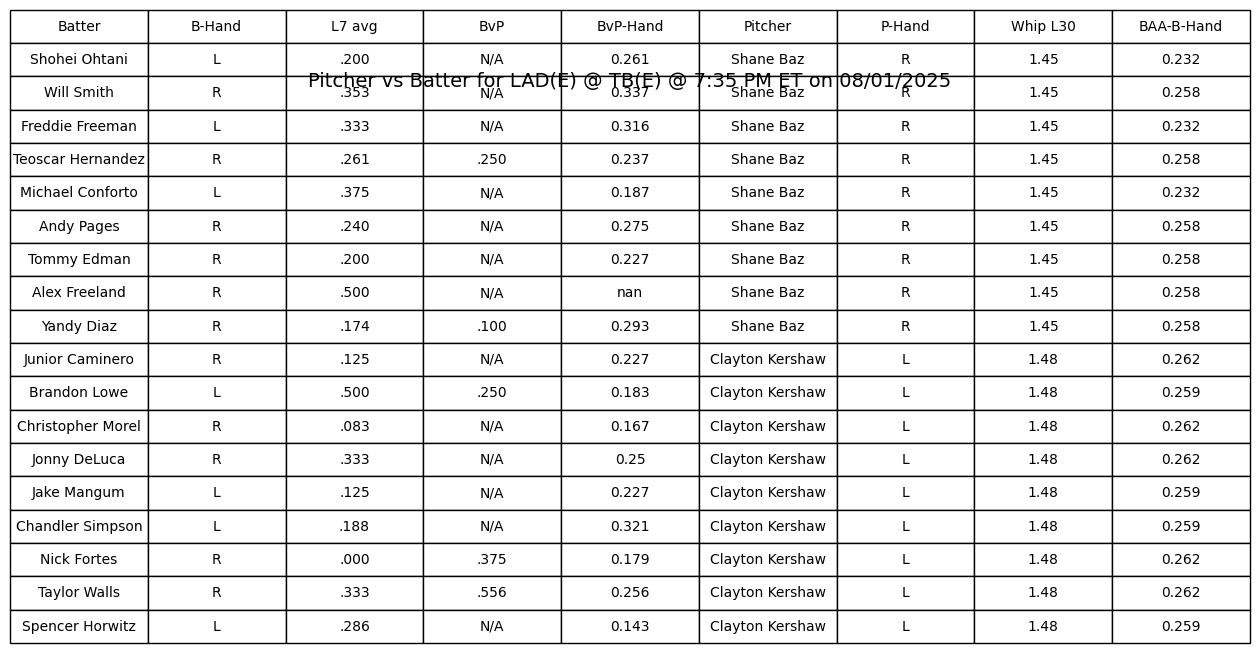 Batter B-Hand L7 avg BvP BvP-Hand Pitcher P-Hand Whip L30 BAA-B-Hand
Shohei Ohtani L .200 N/A 0.261 Shane Baz R 1.45 0.232
Pitcher vs Batter for LAD(E) @ TB(E) @ 7:35 PM ET on 08/01/2025
Will Smith R .353 N/A 0.337 Shane Baz R 1.45 0.258
Freddie Freeman L .333 N/A 0.316 Shane Baz R 1.45 0.232
Teoscar Hernandez R .261 .250 0.237 Shane Baz R 1.45 0.258
Michael Conforto L .375 N/A 0.187 Shane Baz R 1.45 0.232
Andy Pages R .240 N/A 0.275 Shane Baz R 1.45 0.258
Tommy Edman R .200 N/A 0.227 Shane Baz R 1.45 0.258
Alex Freeland R .500 N/A nan Shane Baz R 1.45 0.258
Yandy Diaz R .174 .100 0.293 Shane Baz R 1.45 0.258
Junior Caminero R .125 N/A 0.227 Clayton Kershaw L 1.48 0.262
Brandon Lowe L .500 .250 0.183 Clayton Kershaw L 1.48 0.259
Christopher Morel R .083 N/A 0.167 Clayton Kershaw L 1.48 0.262
Jonny DeLuca R .333 N/A 0.25 Clayton Kershaw L 1.48 0.262
Jake Mangum L .125 N/A 0.227 Clayton Kershaw L 1.48 0.259
Chandler Simpson L .188 N/A 0.321 Clayton Kershaw L 1.48 0.259
Nick Fortes R .000 .375 0.179 Clayton Kershaw L 1.48 0.262
Taylor Walls R .333 .556 0.256 Clayton Kershaw L 1.48 0.262
Spencer Horwitz L .286 N/A 0.143 Clayton Kershaw L 1.48 0.259